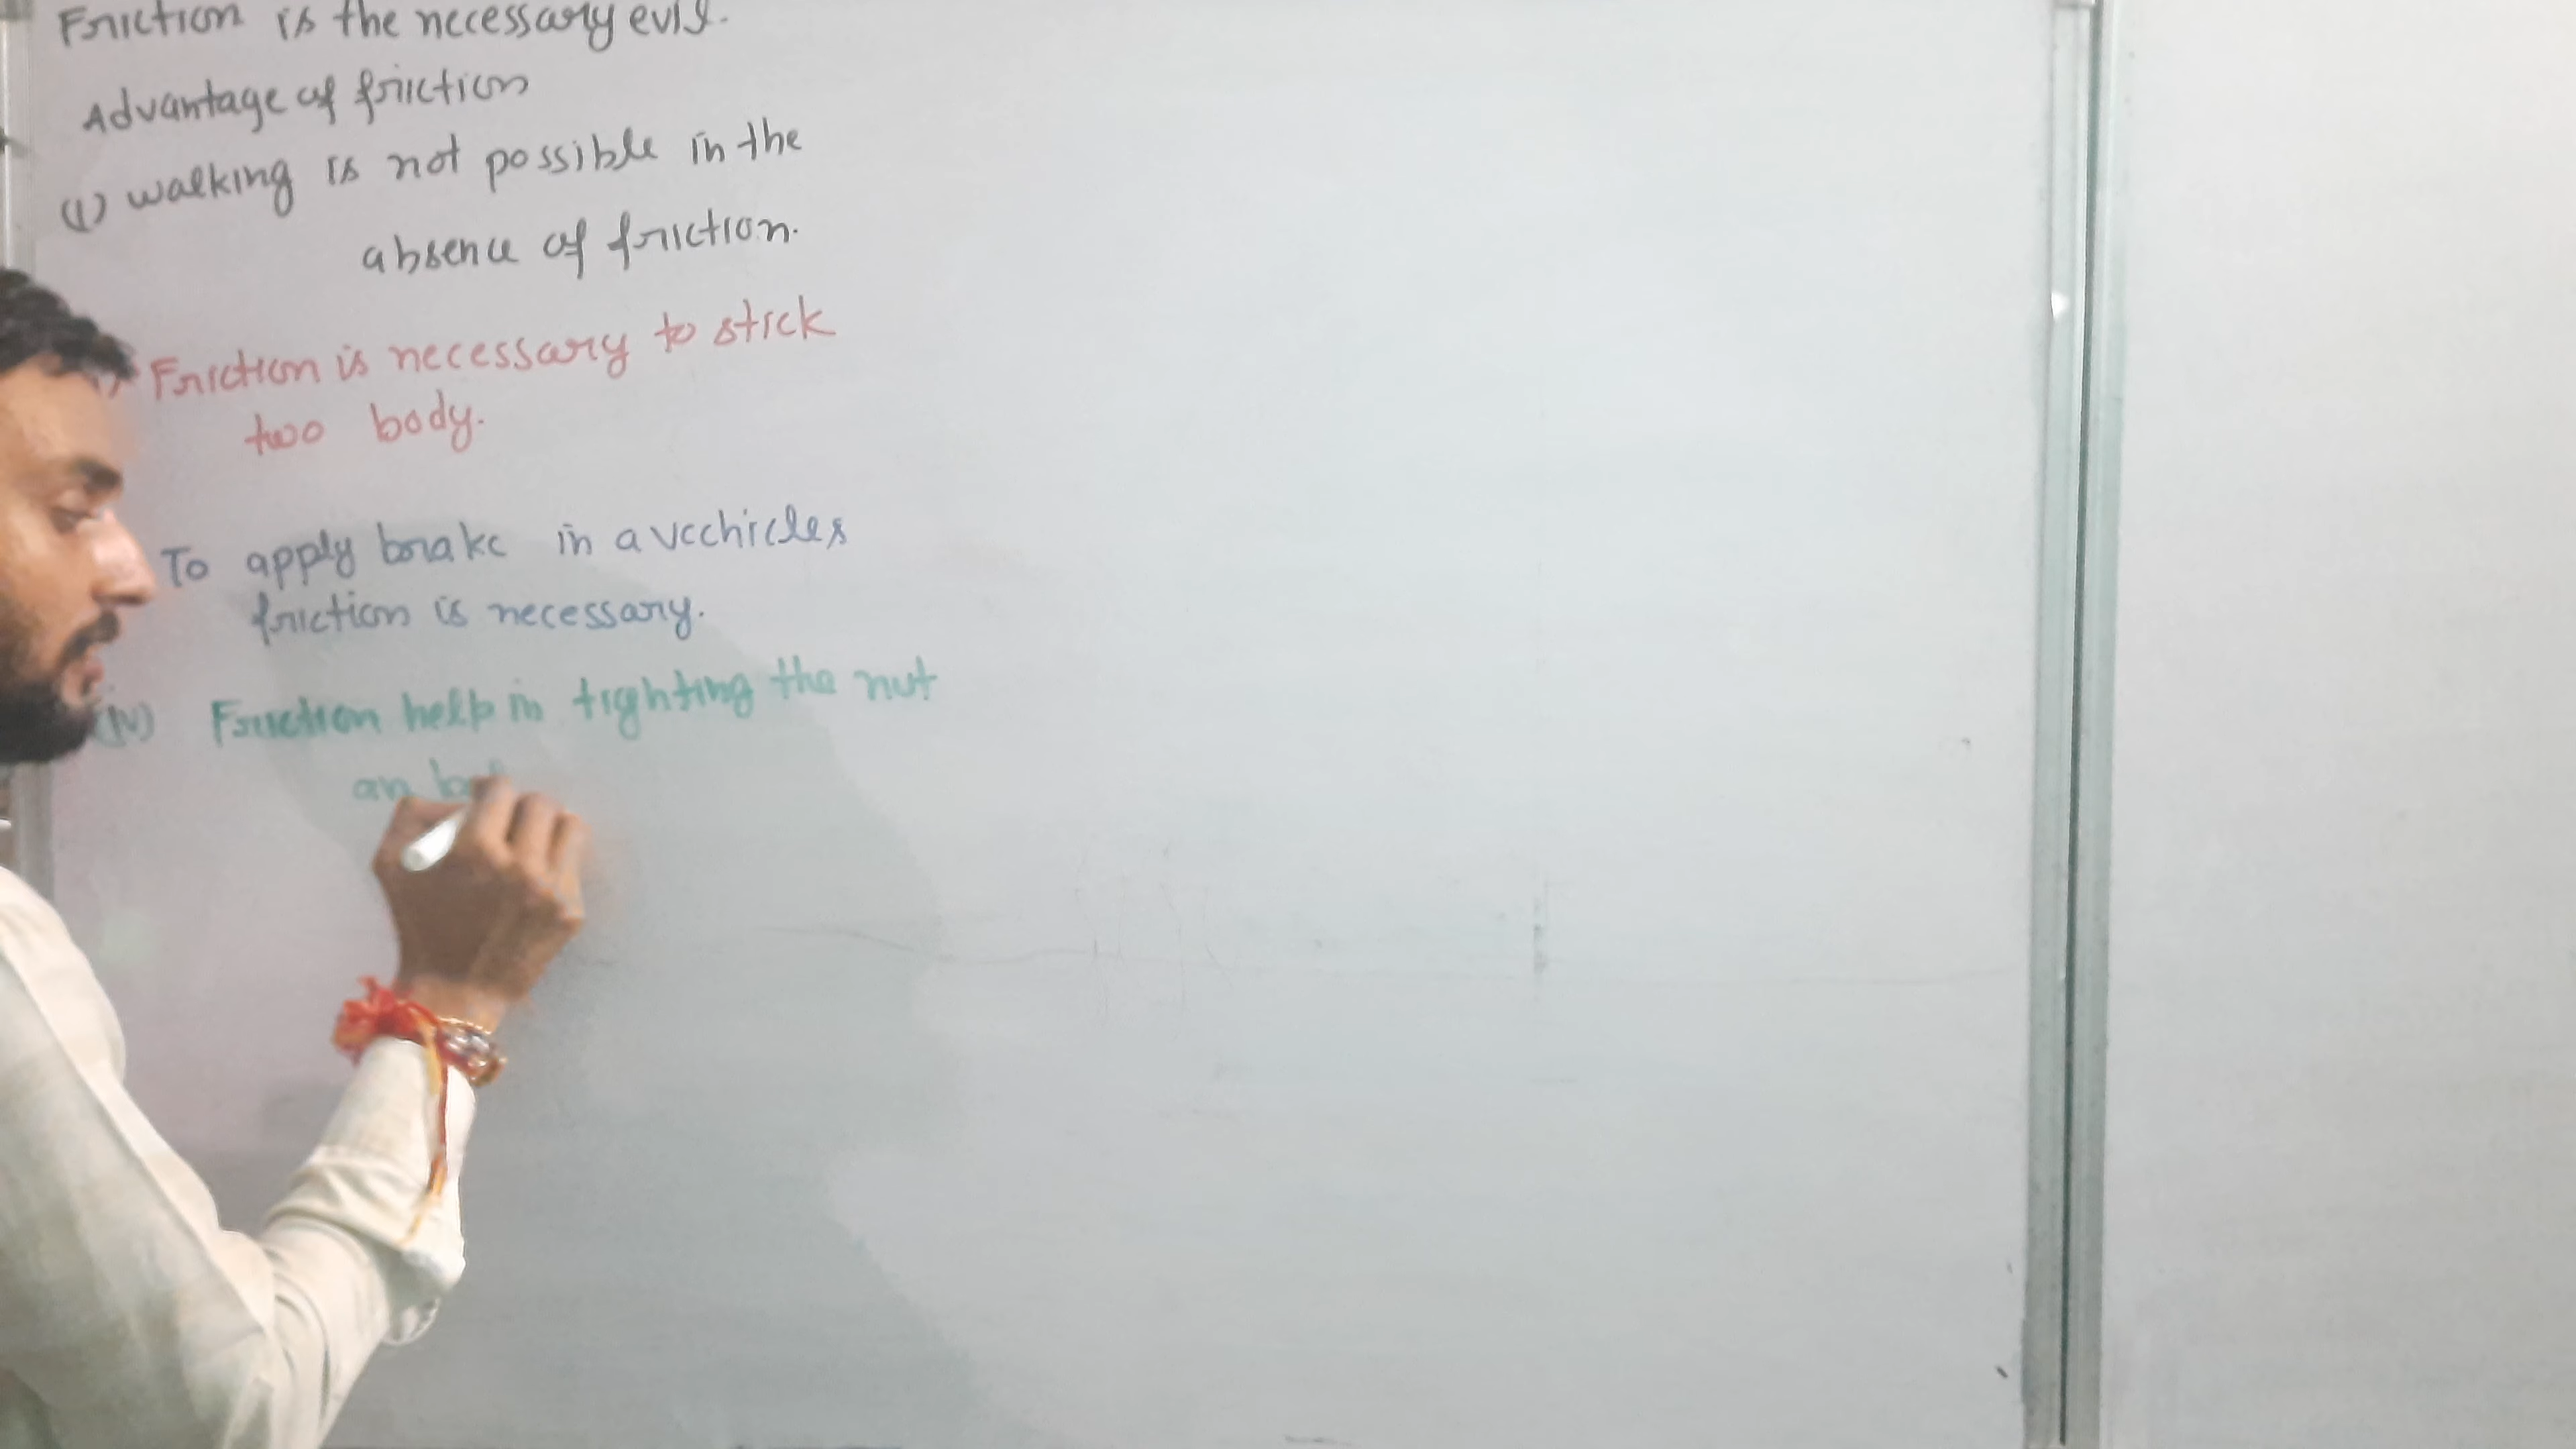 Friction is the necessary evil.
Advantage of friction
(i) walking is not possible in the
absence of friction.
Friction is necessary to stick
two body.
To apply brake in a vechicles
friction is necessary.
(iv) Friction help in tighting the nut
an